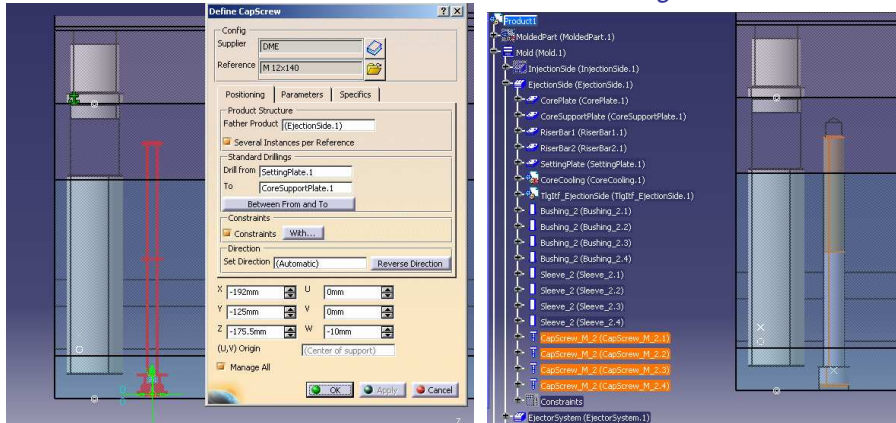 Define CapScrew
Config
Supplier DME
Reference M 12x140
Positioning Parameters Specifics
Product Structure
Father Product (EjectionSide.1)
Several Instances per Reference
Standard Drillings
Drill from SettingPlate.1
To CoreSupportPlate.1
Between From and To
Constraints
Constraints With...
Direction
Set Direction (Automatic) Reverse Direction
X -192mm U 0mm
Y -125mm V 0mm
Z -175.5mm W -10mm
(U,V) Origin (Center of support)
Manage All
OK Apply Cancel
Product1
MoldedPart (MoldedPart.1)
Mold (Mold.1)
InjectionSide (InjectionSide.1)
EjectionSide (EjectionSide.1)
CorePlate (CorePlate.1)
CoreSupportPlate (CoreSupportPlate.1)
RiserBar1 (RiserBar1.1)
RiserBar2 (RiserBar2.1)
SettingPlate (SettingPlate.1)
CoreCooling (CoreCooling.1)
TlgItf_EjectionSide (TlgItf_EjectionSide.1)
Bushing_2 (Bushing_2.1)
Bushing_2 (Bushing_2.2)
Bushing_2 (Bushing_2.3)
Bushing_2 (Bushing_2.4)
Sleeve_2 (Sleeve_2.1)
Sleeve_2 (Sleeve_2.2)
Sleeve_2 (Sleeve_2.3)
Sleeve_2 (Sleeve_2.4)
CapScrew_M_2 (CapScrew_M_2.1)
CapScrew_M_2 (CapScrew_M_2.2)
CapScrew_M_2 (CapScrew_M_2.3)
CapScrew_M_2 (CapScrew_M_2.4)
Constraints
EjectorSystem (EjectorSystem.1)